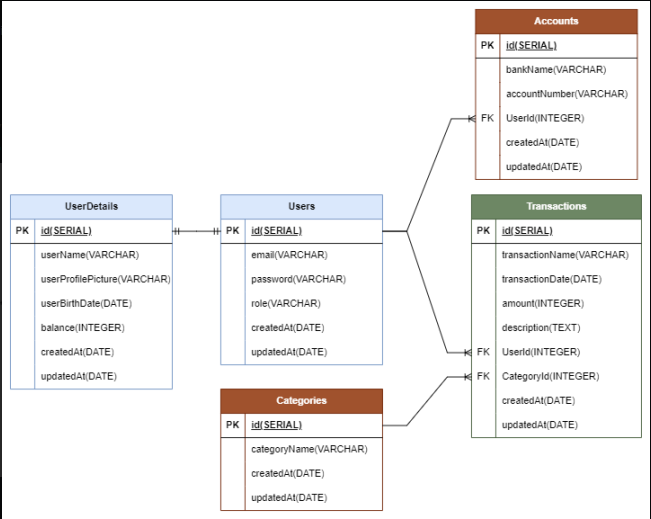 Accounts
PK id(SERIAL)
bankName(VARCHAR)
accountNumber(VARCHAR)
FK UserId(INTEGER)
createdAt(DATE)
updatedAt(DATE)
UserDetails
PK id(SERIAL)
userName(VARCHAR)
userProfilePicture(VARCHAR)
userBirthDate(DATE)
balance(INTEGER)
createdAt(DATE)
updatedAt(DATE)
Users
PK id(SERIAL)
email(VARCHAR)
password(VARCHAR)
role(VARCHAR)
createdAt(DATE)
updatedAt(DATE)
Transactions
PK id(SERIAL)
transactionName(VARCHAR)
transactionDate(DATE)
amount(INTEGER)
description(TEXT)
FK UserId(INTEGER)
FK CategoryId(INTEGER)
createdAt(DATE)
updatedAt(DATE)
Categories
PK id(SERIAL)
categoryName(VARCHAR)
createdAt(DATE)
updatedAt(DATE)